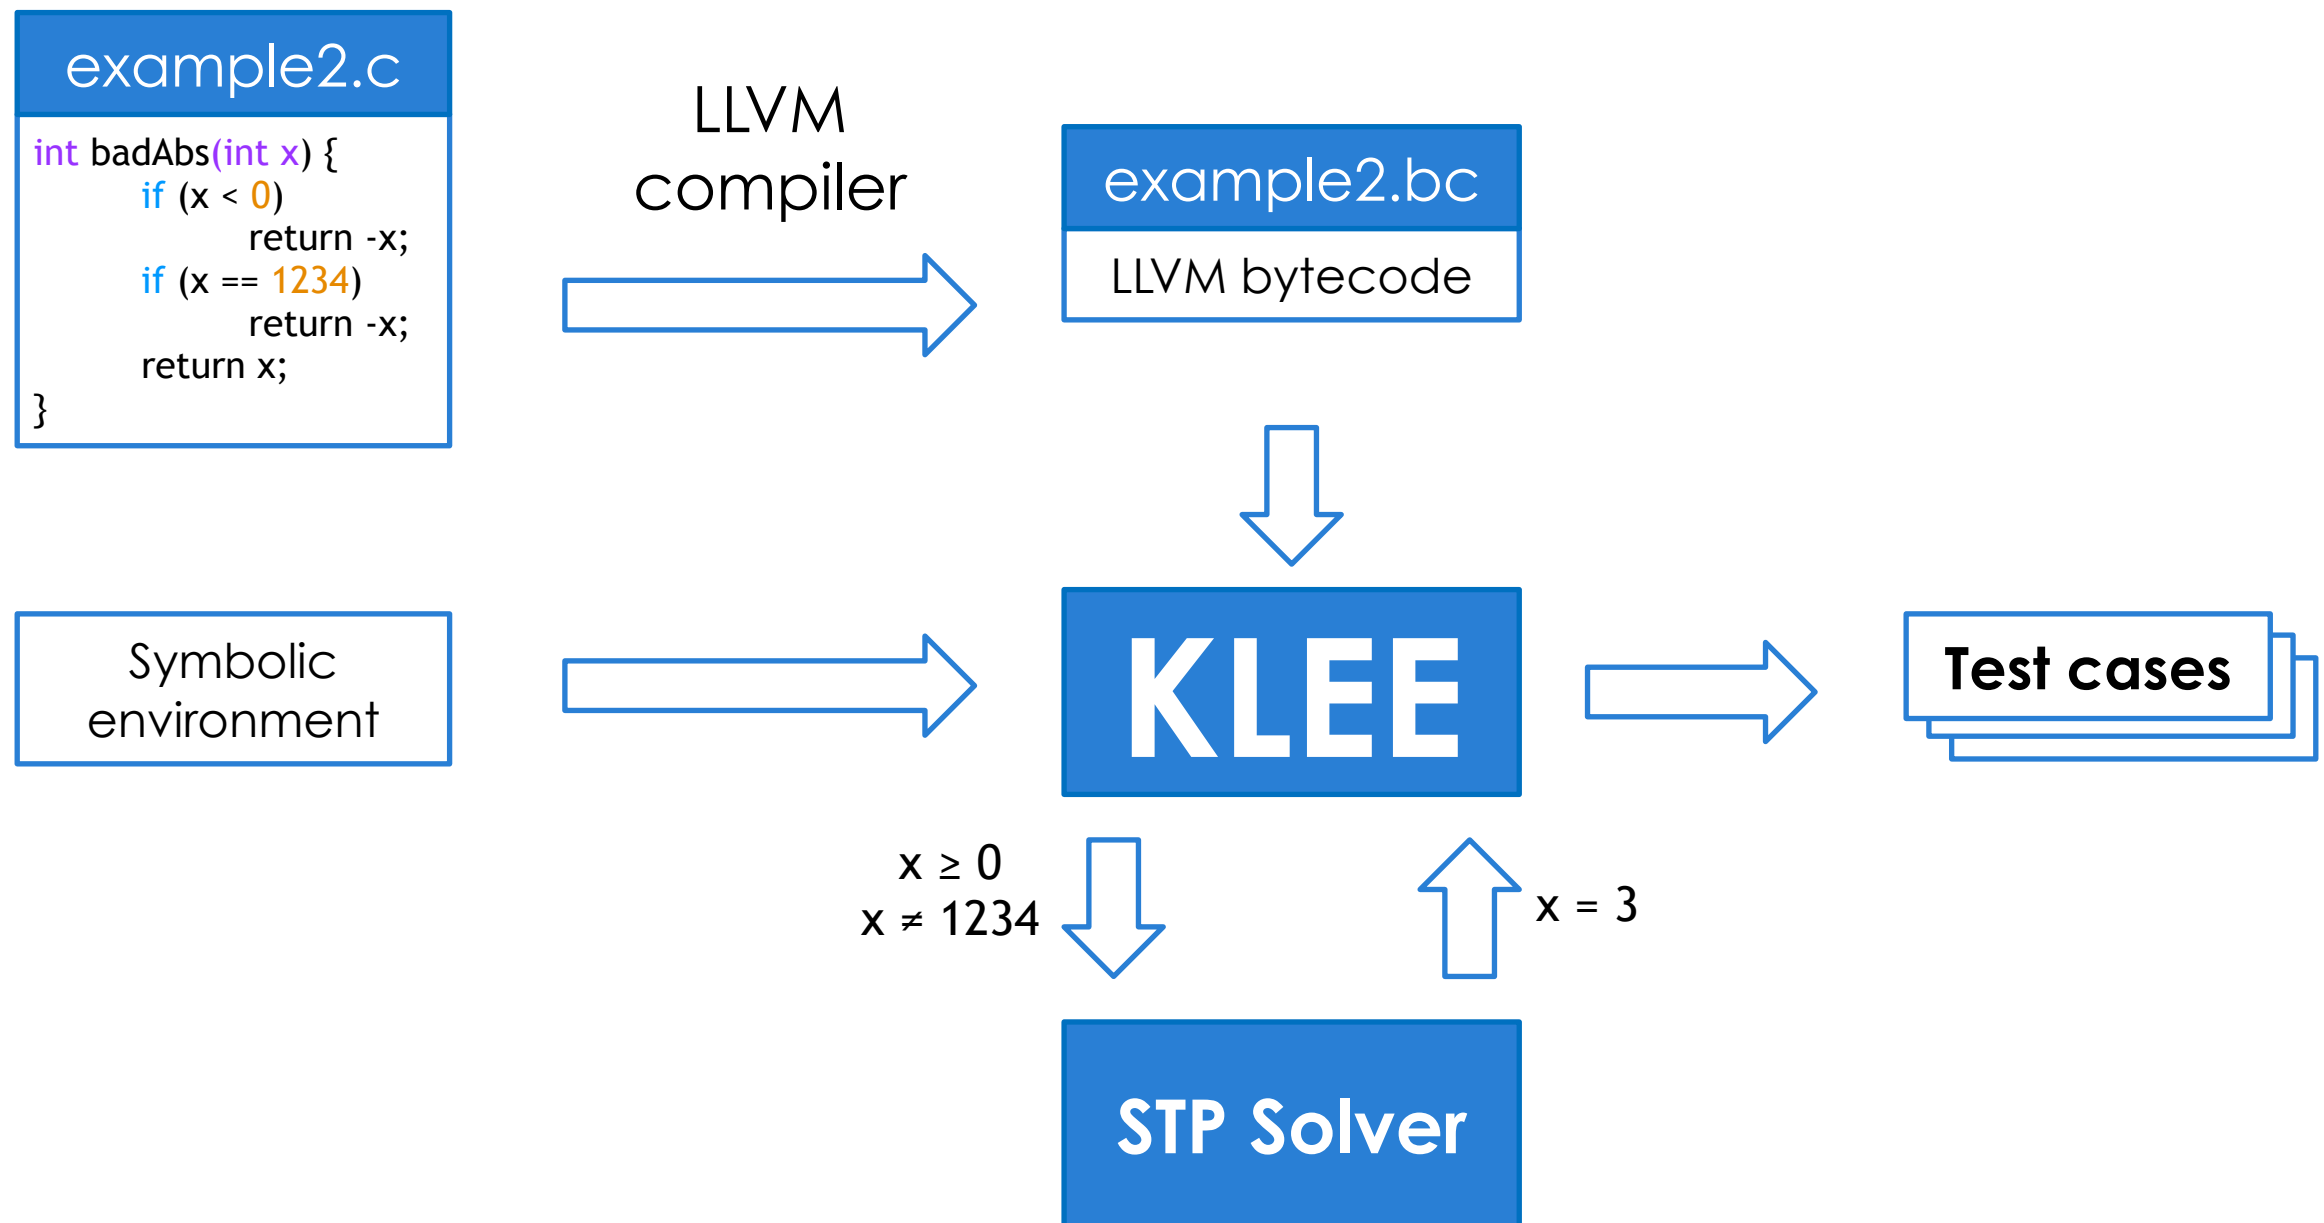 example2.c
int badAbs(int x) {
if (x < 0)
return -x;
if (x == 1234)
return -x;
return x;
}
LLVM
compiler
example2.bc
LLVM bytecode
Symbolic
environment
KLEE
Test cases
x ≥ 0
x ≠ 1234
x = 3
STP Solver